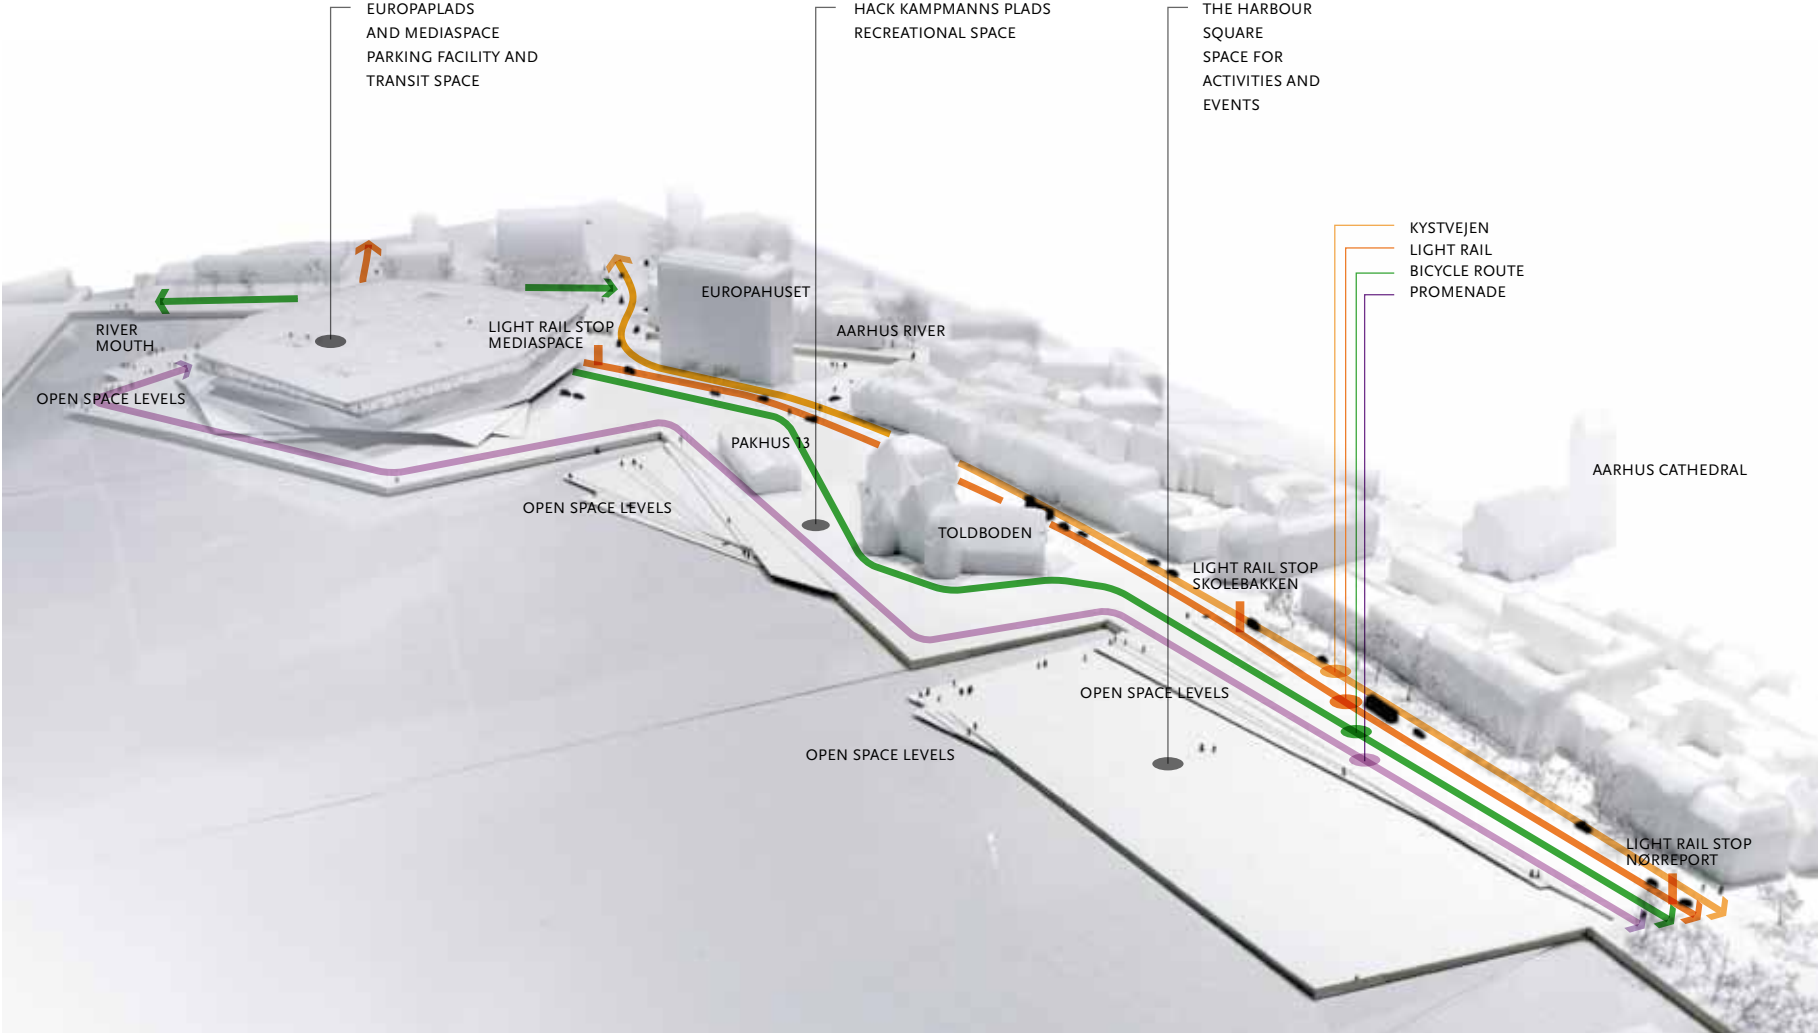 EUROPAPLADS
AND MEDIASPACE
PARKING FACILITY AND
TRANSIT SPACE
HACK KAMPMANNS PLADS
RECREATIONAL SPACE
THE HARBOUR
SQUARE
SPACE FOR
ACTIVITIES AND
EVENTS
KYSTVEJEN
LIGHT RAIL
BICYCLE ROUTE
PROMENADE
EUROPAHUSET
RIVER
MOUTH
LIGHT RAIL STOP
MEDIASPACE
AARHUS RIVER
OPEN SPACE LEVELS
PAKHUS 13
AARHUS CATHEDRAL
OPEN SPACE LEVELS
TOLDBODEN
LIGHT RAIL STOP
SKOLEBAKKEN
OPEN SPACE LEVELS
OPEN SPACE LEVELS
LIGHT RAIL STOP
NØRREPORT